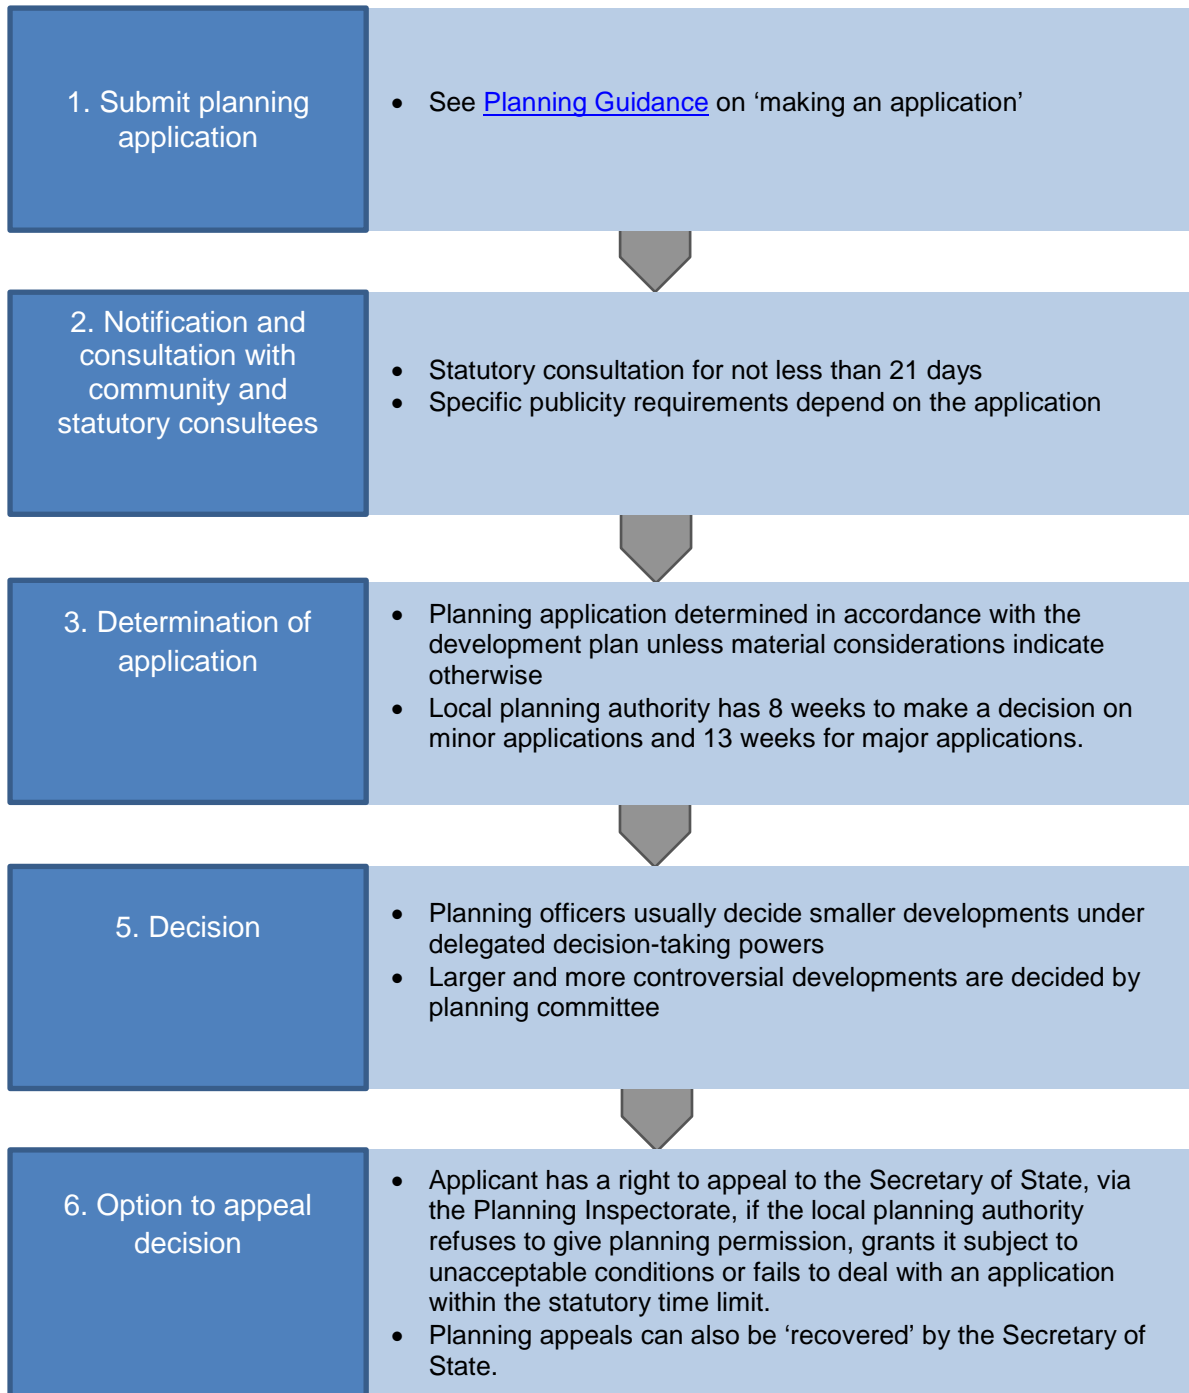 1. Submit planning
application
• See Planning Guidance on ‘making an application’
2. Notification and
consultation with
community and
statutory consultees
• Statutory consultation for not less than 21 days
• Specific publicity requirements depend on the application
3. Determination of
application
• Planning application determined in accordance with the
development plan unless material considerations indicate
otherwise
• Local planning authority has 8 weeks to make a decision on
minor applications and 13 weeks for major applications.
5. Decision
• Planning officers usually decide smaller developments under
delegated decision-taking powers
• Larger and more controversial developments are decided by
planning committee
6. Option to appeal
decision
• Applicant has a right to appeal to the Secretary of State, via
the Planning Inspectorate, if the local planning authority
refuses to give planning permission, grants it subject to
unacceptable conditions or fails to deal with an application
within the statutory time limit.
• Planning appeals can also be ‘recovered’ by the Secretary of
State.